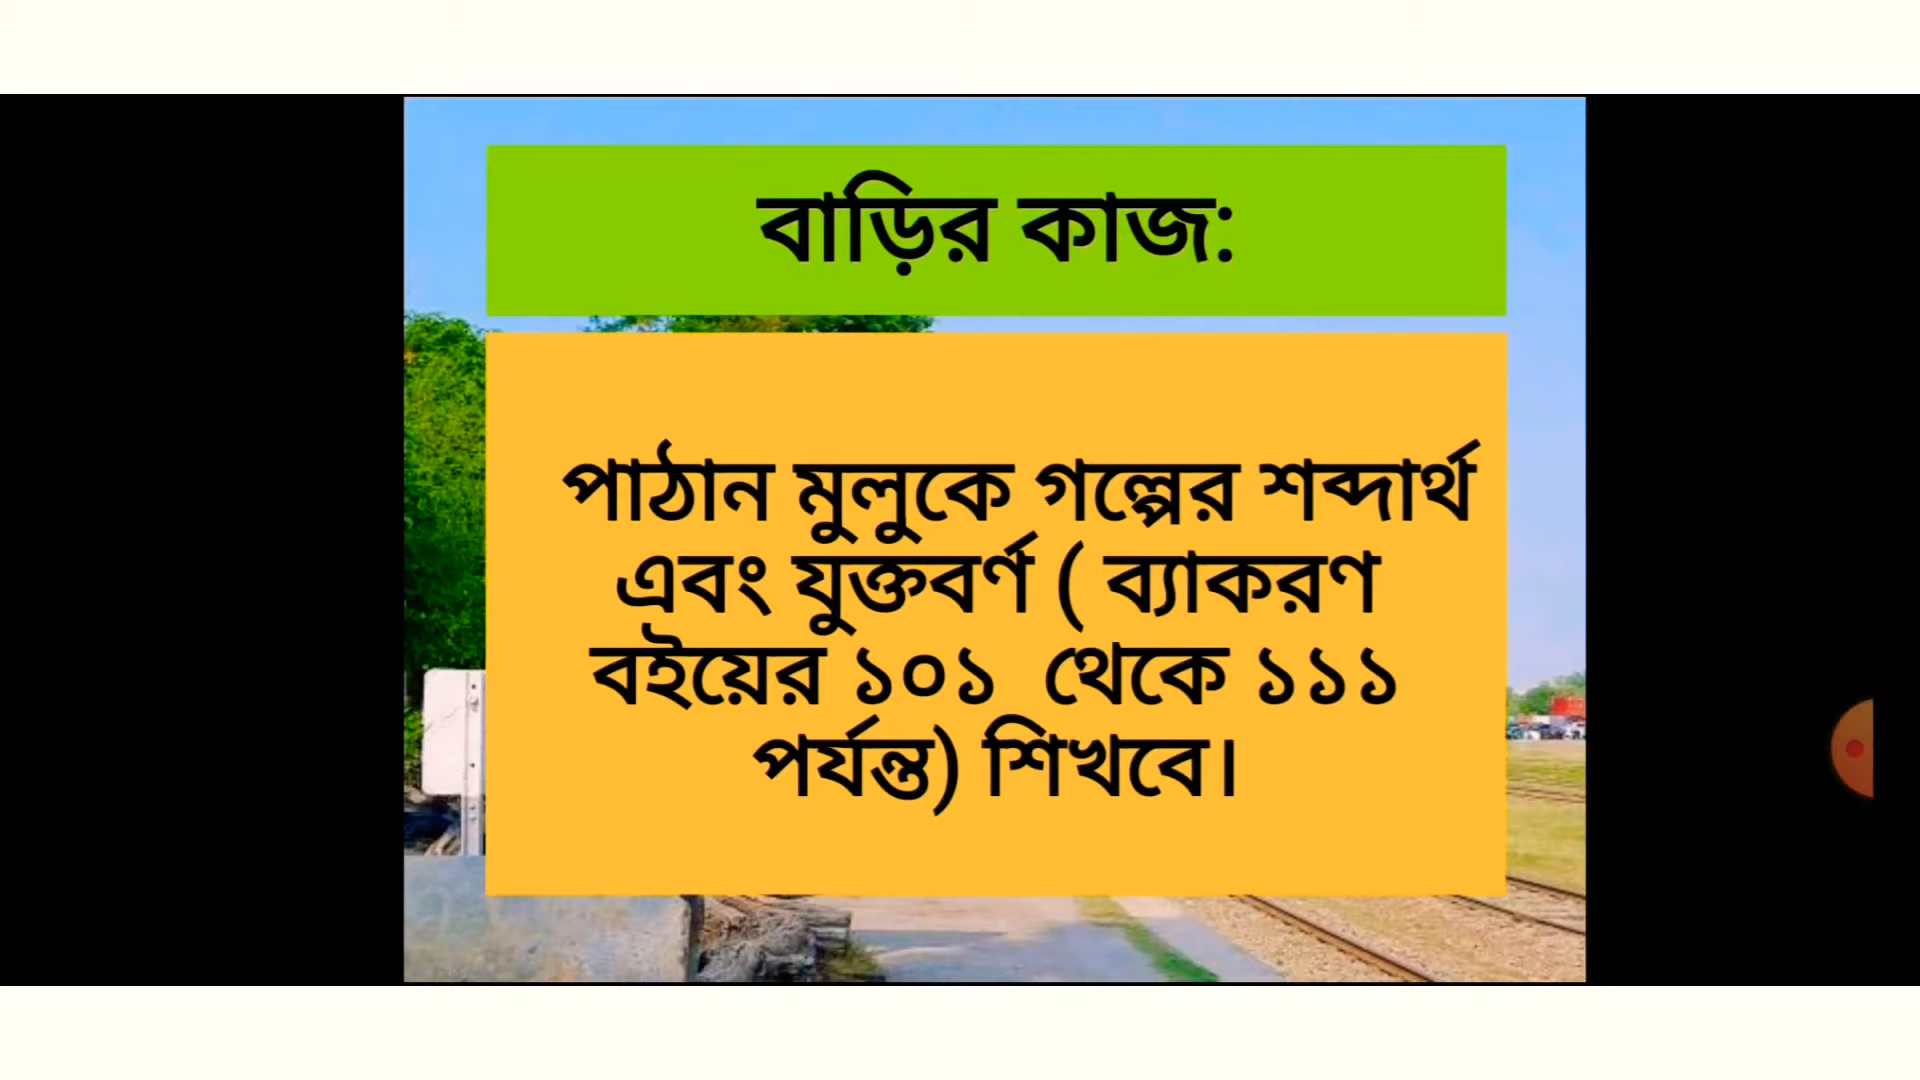 বাড়ির কাজ:
পাঠান মুলুকে গল্পের শব্দার্থ
এবং যুক্তবর্ণ ( ব্যাকরণ
বইয়ের ১০১ থেকে ১১১
পর্যন্ত) শিখবে।